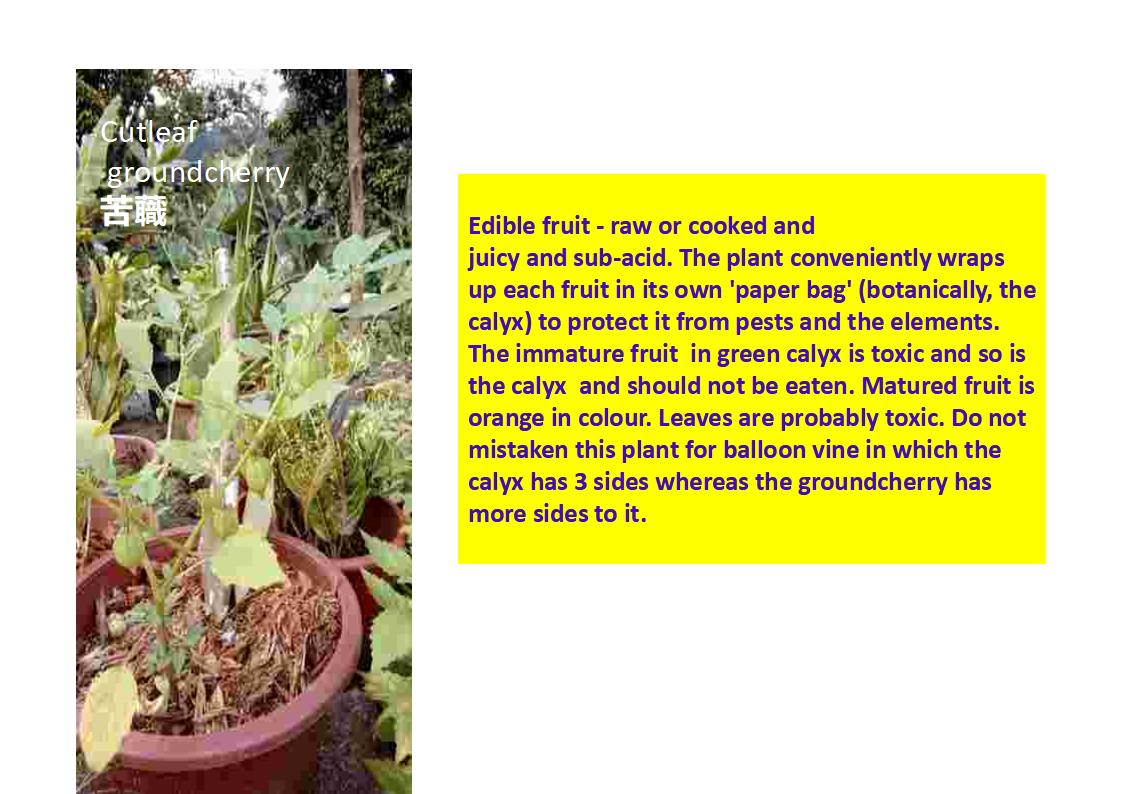 Cutleaf
groundcherry
苦職
Edible fruit - raw or cooked and
juicy and sub-acid. The plant conveniently wraps
up each fruit in its own 'paper bag' (botanically, the
calyx) to protect it from pests and the elements.
The immature fruit  in green calyx is toxic and so is
the calyx  and should not be eaten. Matured fruit is
orange in colour. Leaves are probably toxic. Do not
mistaken this plant for balloon vine in which the
calyx has 3 sides whereas the groundcherry has
more sides to it.